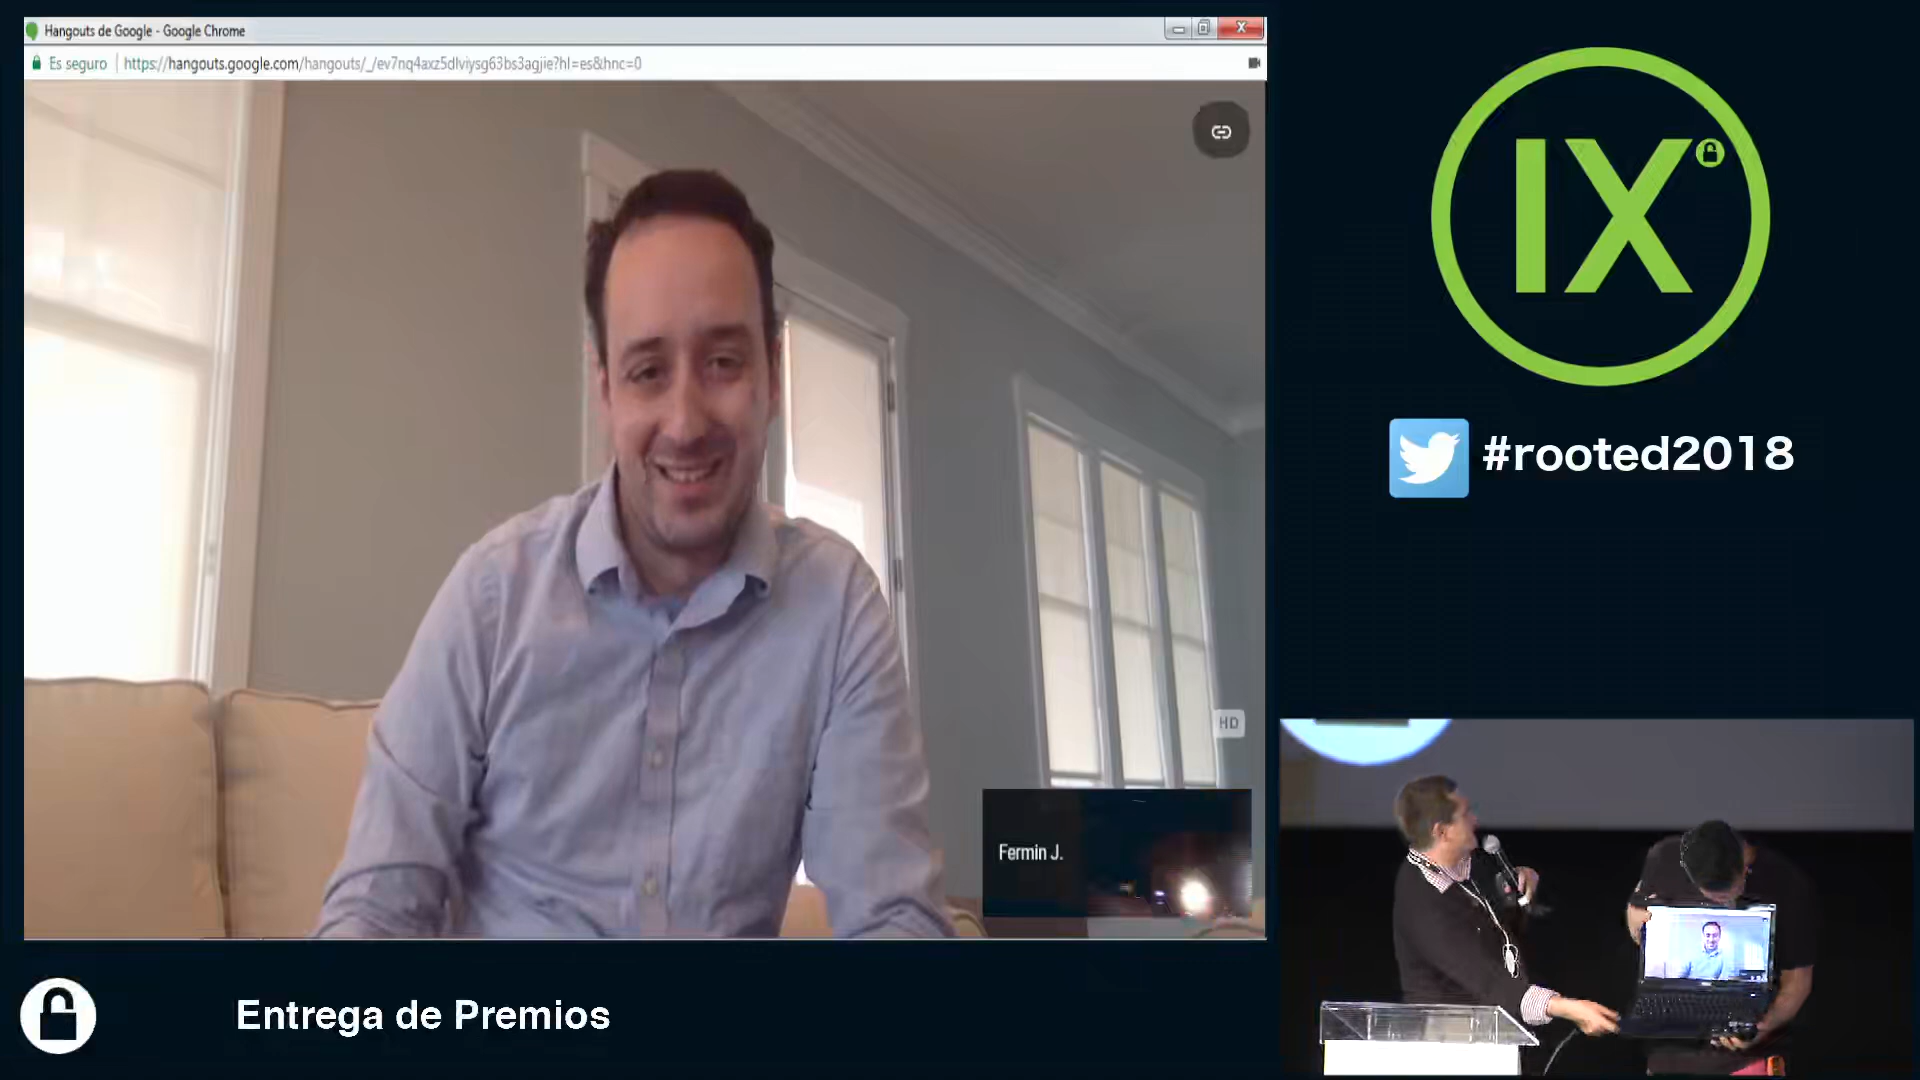 Hangouts de Google - Google Chrome
Es seguro
https://hangouts.google.com/hangouts/_/ev7nq4axz5dlviysg63bs3agjie?hl=es&hnc=0
IX
#rooted2018
HD
Fermin J.
Entrega de Premios